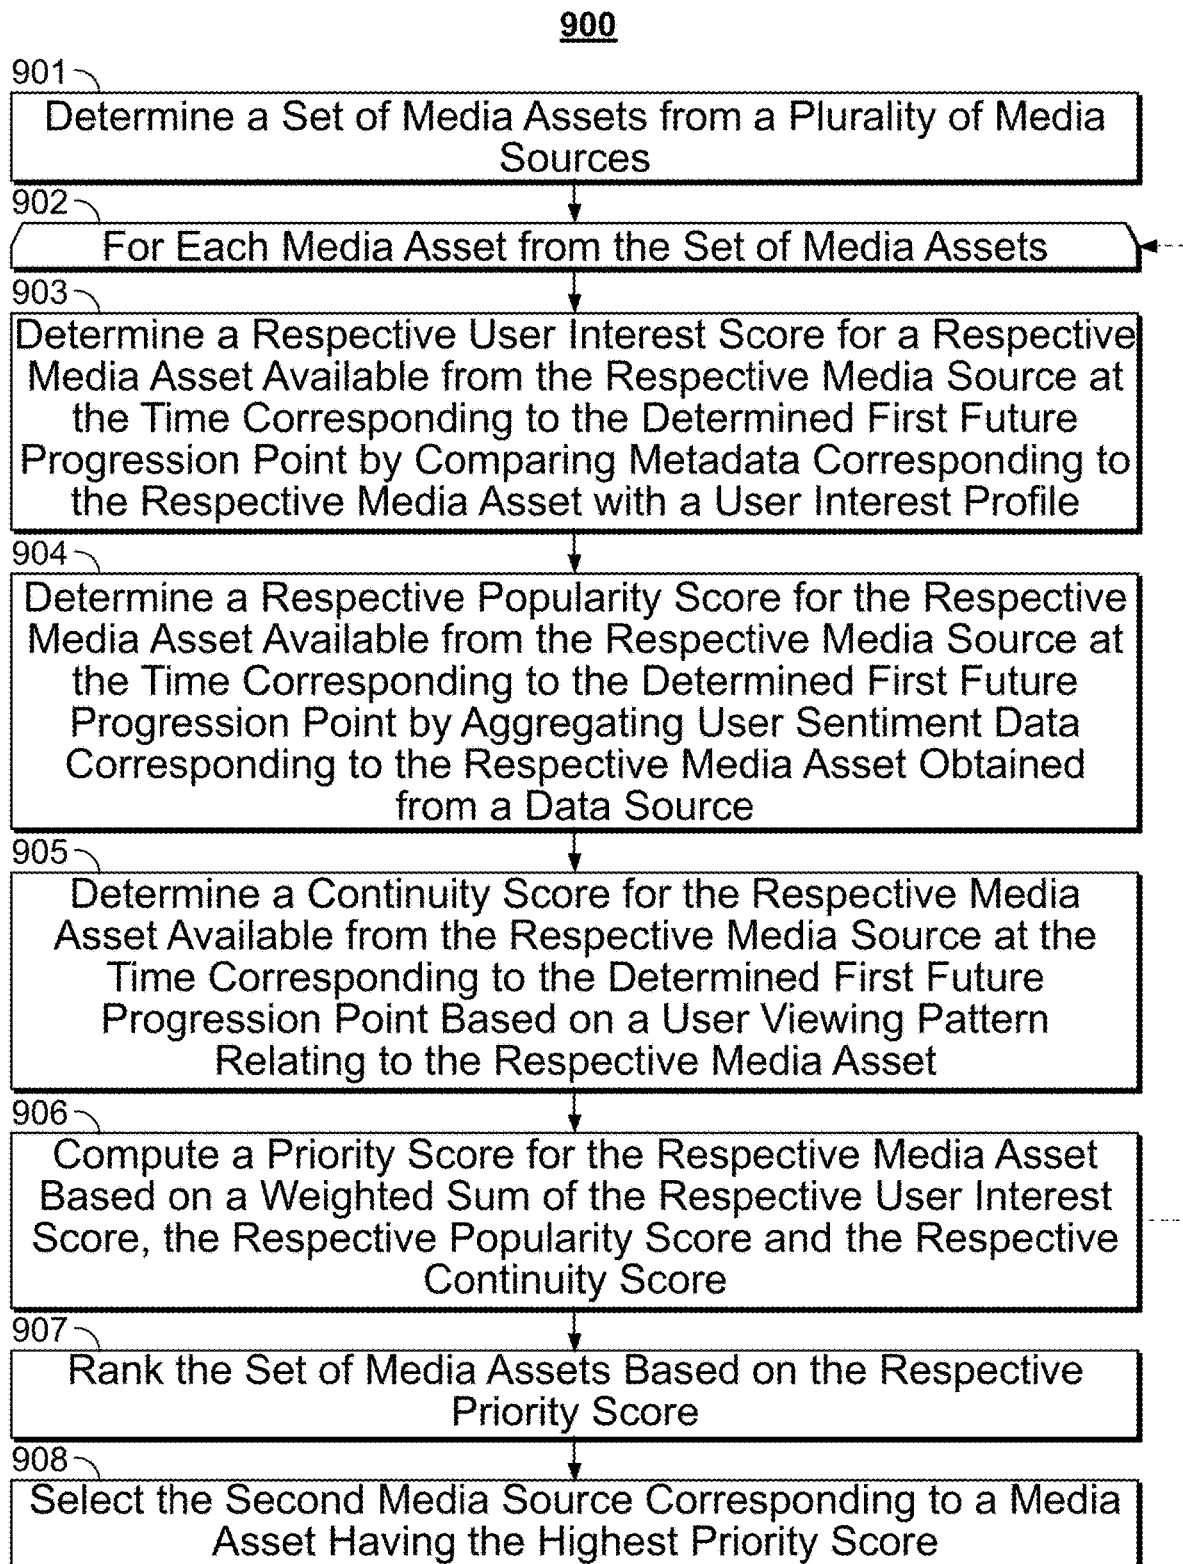 900
901
Determine a Set of Media Assets from a Plurality of Media
Sources
902
For Each Media Asset from the Set of Media Assets
903
Determine a Respective User Interest Score for a Respective
Media Asset Available from the Respective Media Source at
the Time Corresponding to the Determined First Future
Progression Point by Comparing Metadata Corresponding to
the Respective Media Asset with a User Interest Profile
904
Determine a Respective Popularity Score for the Respective
Media Asset Available from the Respective Media Source at
the Time Corresponding to the Determined First Future
Progression Point by Aggregating User Sentiment Data
Corresponding to the Respective Media Asset Obtained
from a Data Source
905
Determine a Continuity Score for the Respective Media
Asset Available from the Respective Media Source at the
Time Corresponding to the Determined First Future
Progression Point Based on a User Viewing Pattern
Relating to the Respective Media Asset
906
Compute a Priority Score for the Respective Media Asset
Based on a Weighted Sum of the Respective User Interest
Score, the Respective Popularity Score and the Respective
Continuity Score
907
Rank the Set of Media Assets Based on the Respective
Priority Score
908
Select the Second Media Source Corresponding to a Media
Asset Having the Highest Priority Score